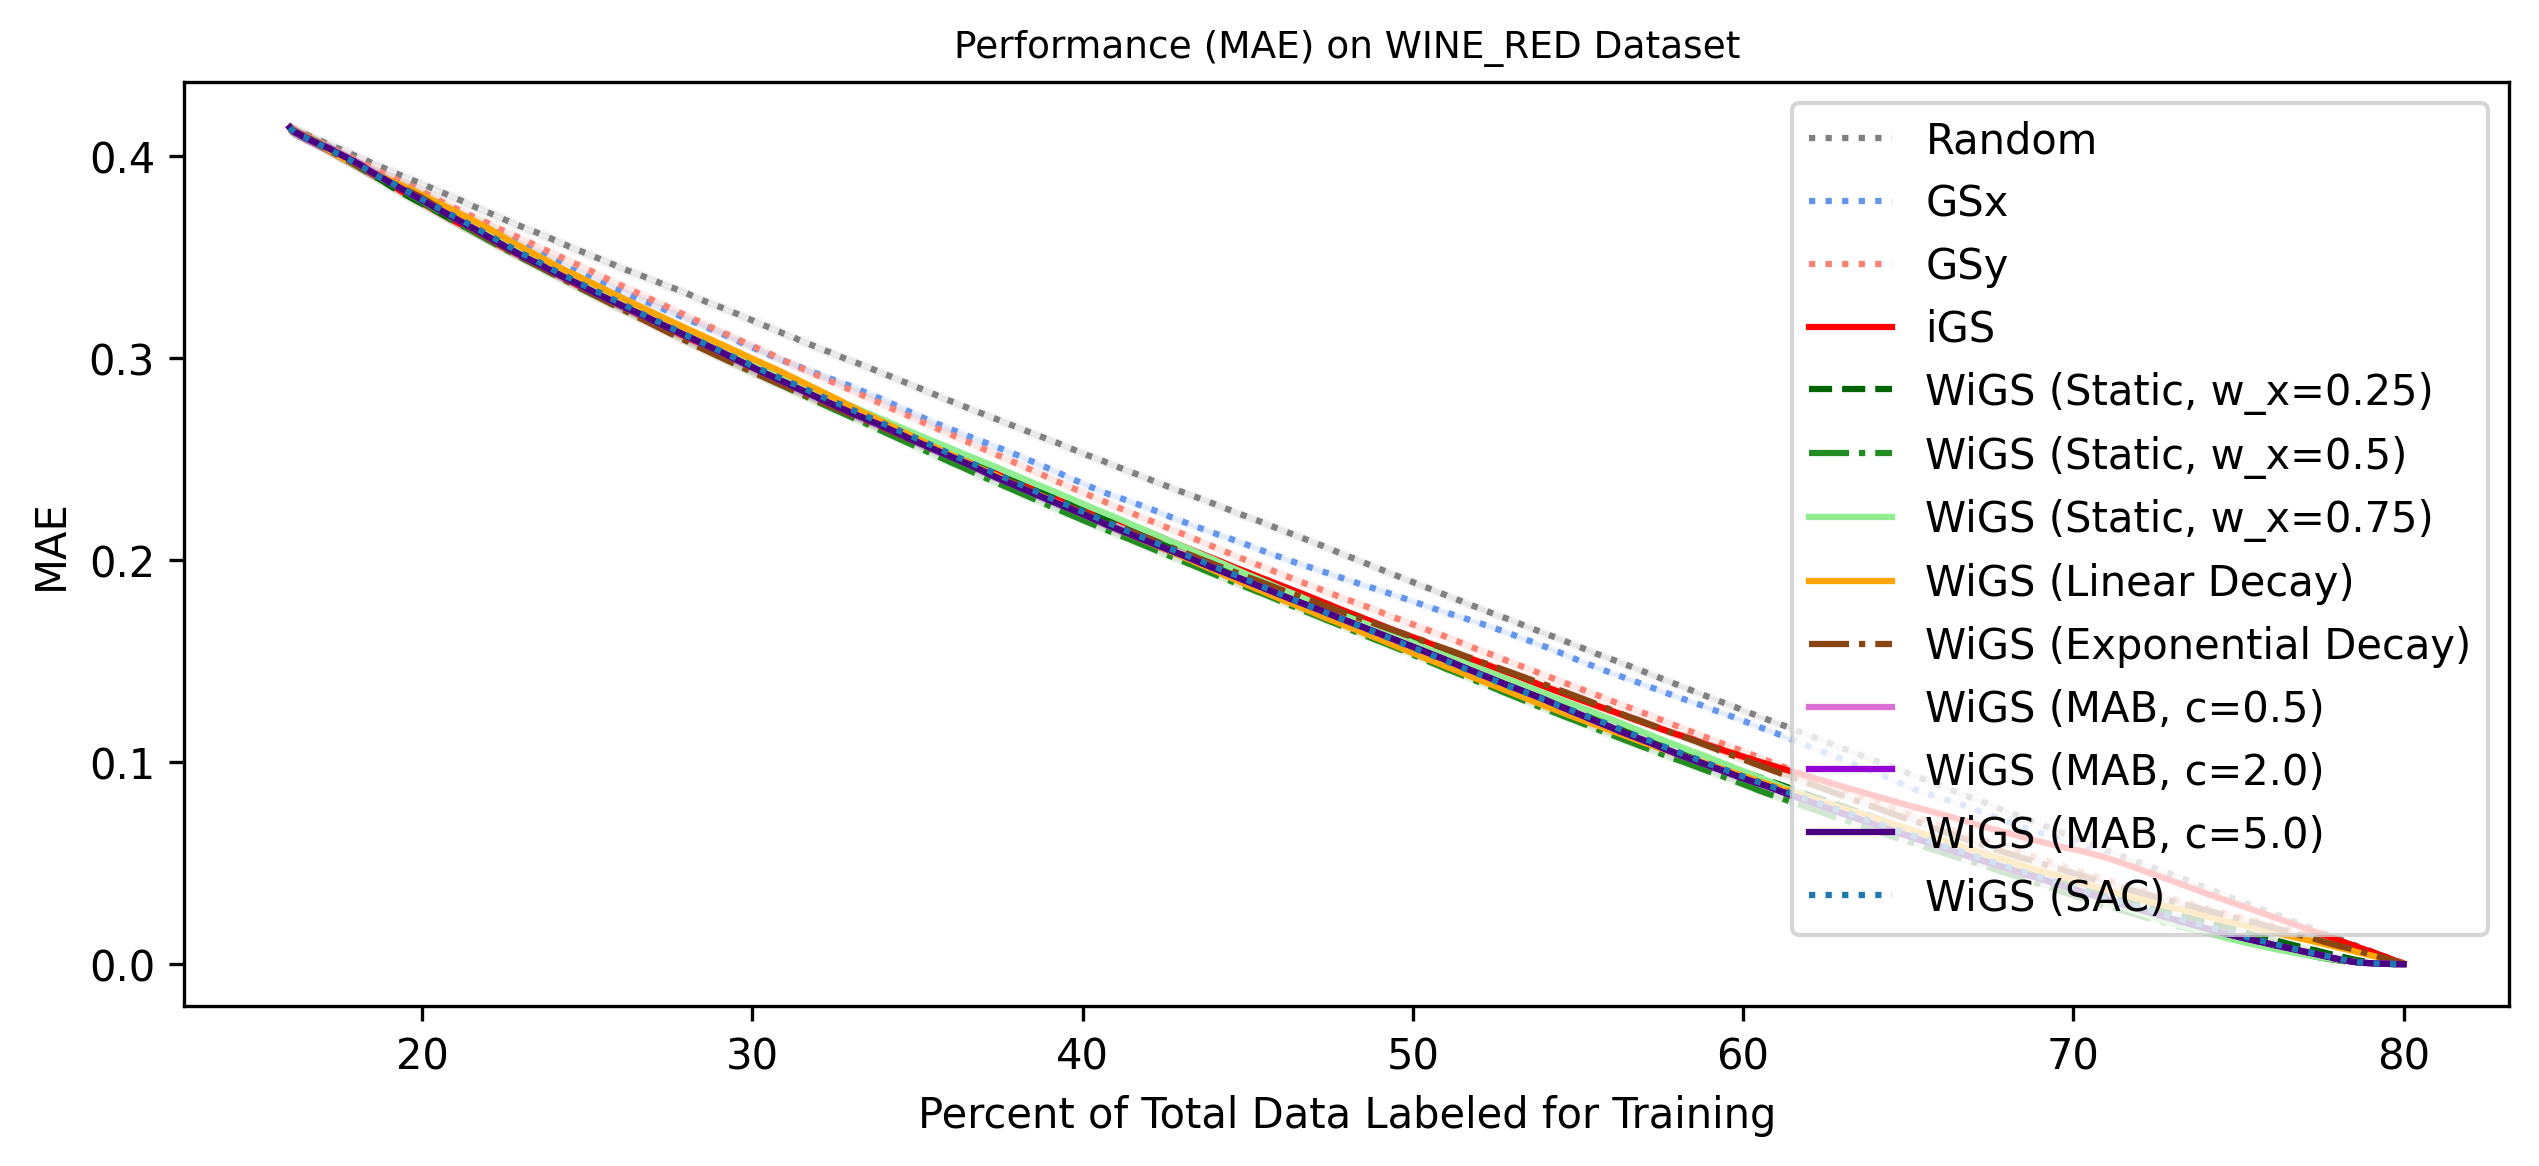 Performance (MAE) on WINE_RED Dataset
MAE
0.4
0.3
0.2
0.1
0.0
20
30
40
50
60
70
80
Percent of Total Data Labeled for Training
Random
GSx
GSy
iGS
WiGS (Static, w_x=0.25)
WiGS (Static, w_x=0.5)
WiGS (Static, w_x=0.75)
WiGS (Linear Decay)
WiGS (Exponential Decay)
WiGS (MAB, c=0.5)
WiGS (MAB, c=2.0)
WiGS (MAB, c=5.0)
WiGS (SAC)